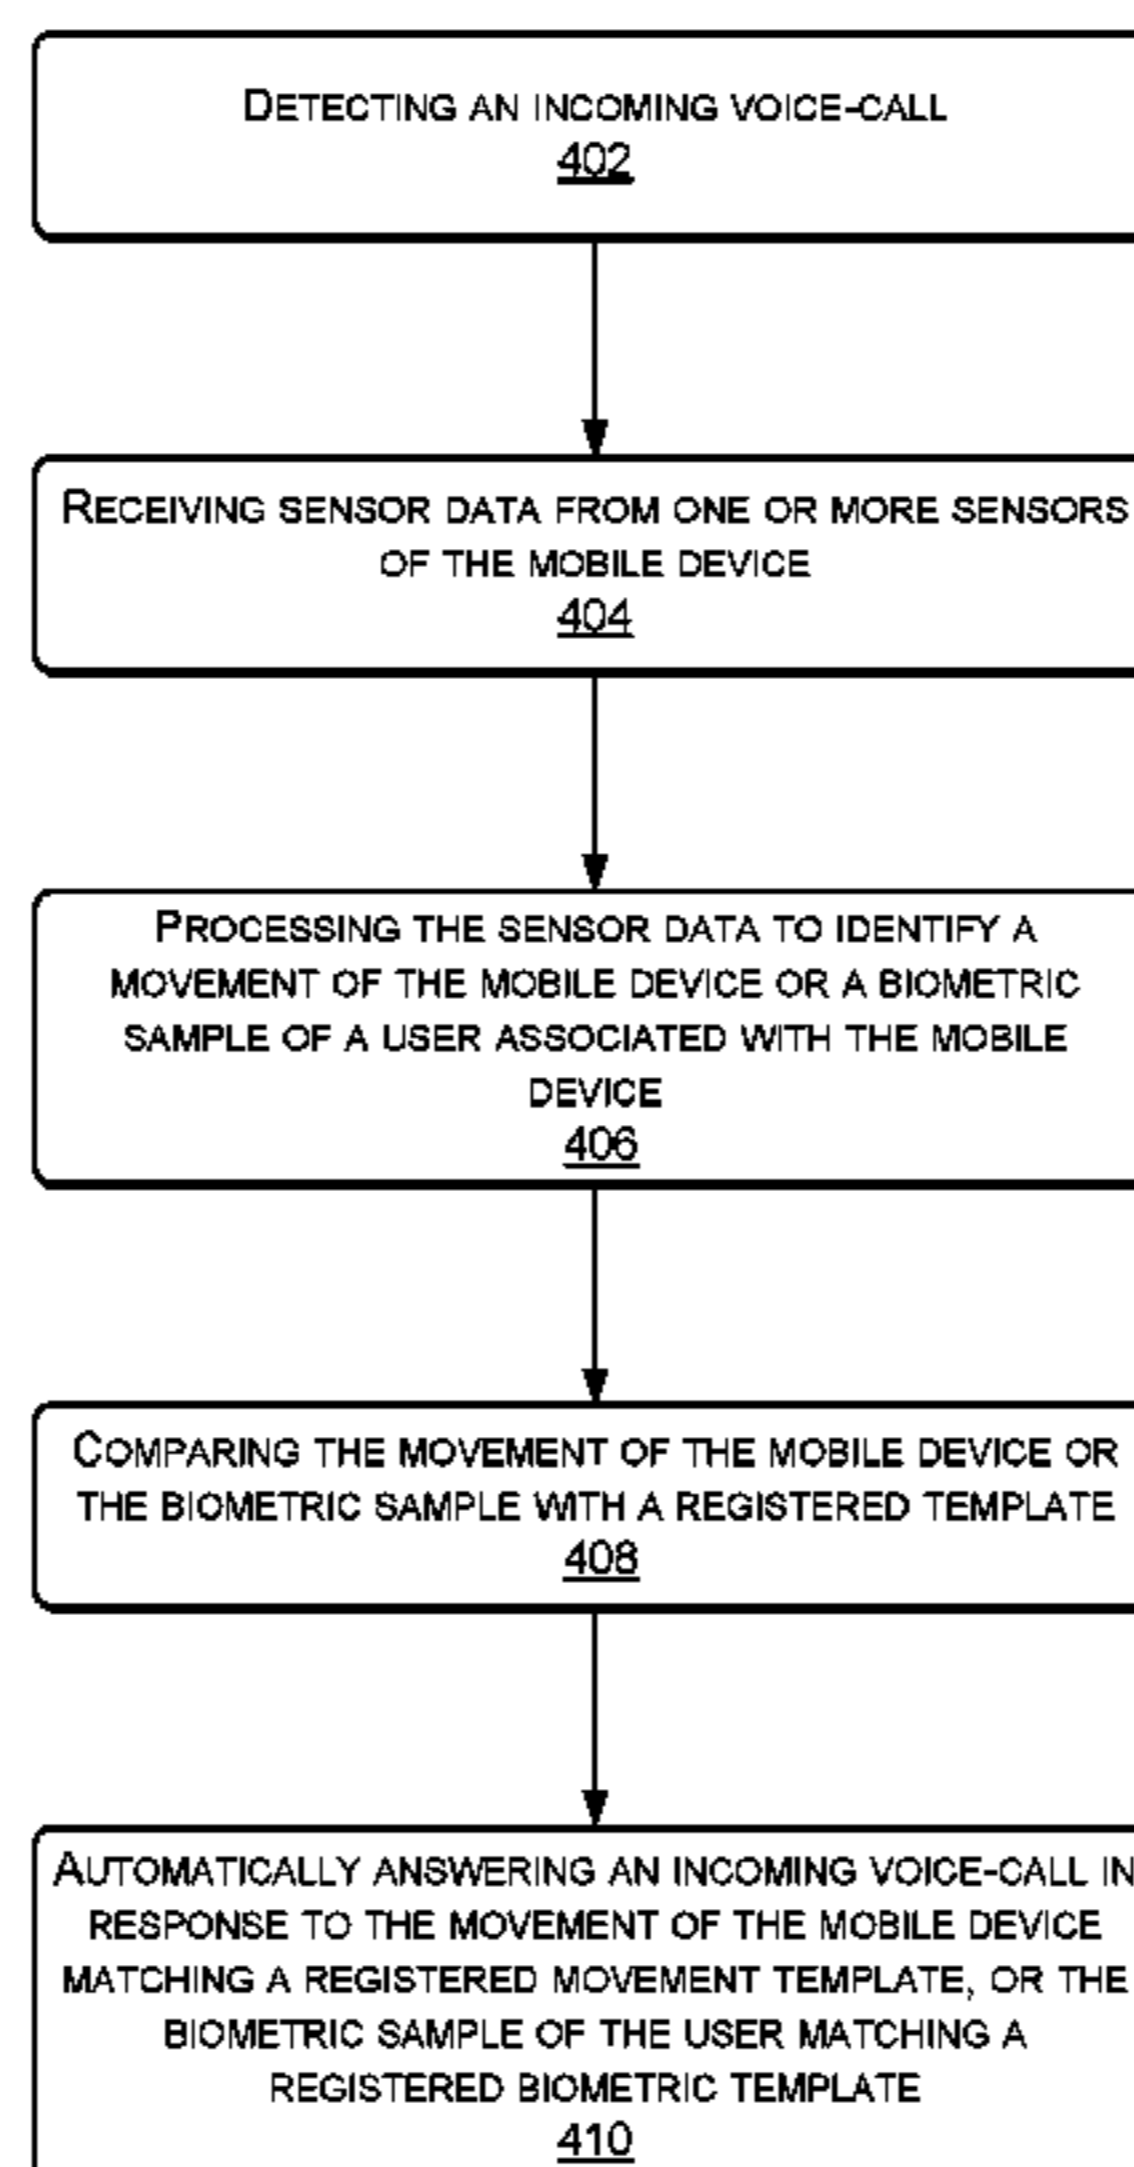 DETECTING AN INCOMING VOICE-CALL
402
RECEIVING SENSOR DATA FROM ONE OR MORE SENSORS
OF THE MOBILE DEVICE
404
PROCESSING THE SENSOR DATA TO IDENTIFY A
MOVEMENT OF THE MOBILE DEVICE OR A BIOMETRIC
SAMPLE OF A USER ASSOCIATED WITH THE MOBILE
DEVICE
406
COMPARING THE MOVEMENT OF THE MOBILE DEVICE OR
THE BIOMETRIC SAMPLE WITH A REGISTERED TEMPLATE
408
AUTOMATICALLY ANSWERING AN INCOMING VOICE-CALL IN
RESPONSE TO THE MOVEMENT OF THE MOBILE DEVICE
MATCHING A REGISTERED MOVEMENT TEMPLATE, OR THE
BIOMETRIC SAMPLE OF THE USER MATCHING A
REGISTERED BIOMETRIC TEMPLATE
410